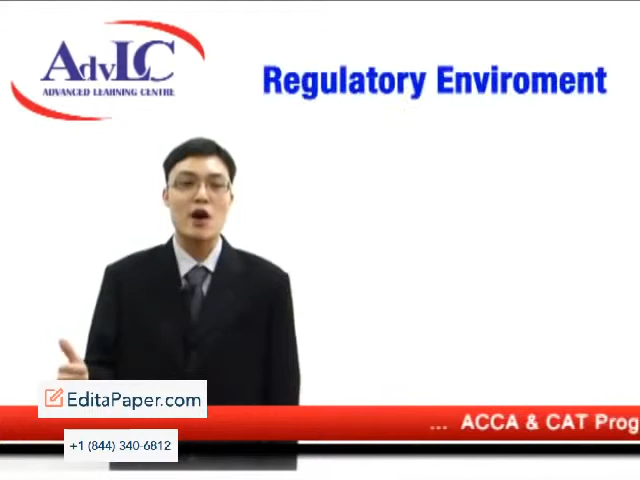 AdvLC
ADVANCED LEARNING CENTRE
Regulatory Enviroment
EditaPaper.com
... ACCA & CAT Prog
+1 (844) 340-6812